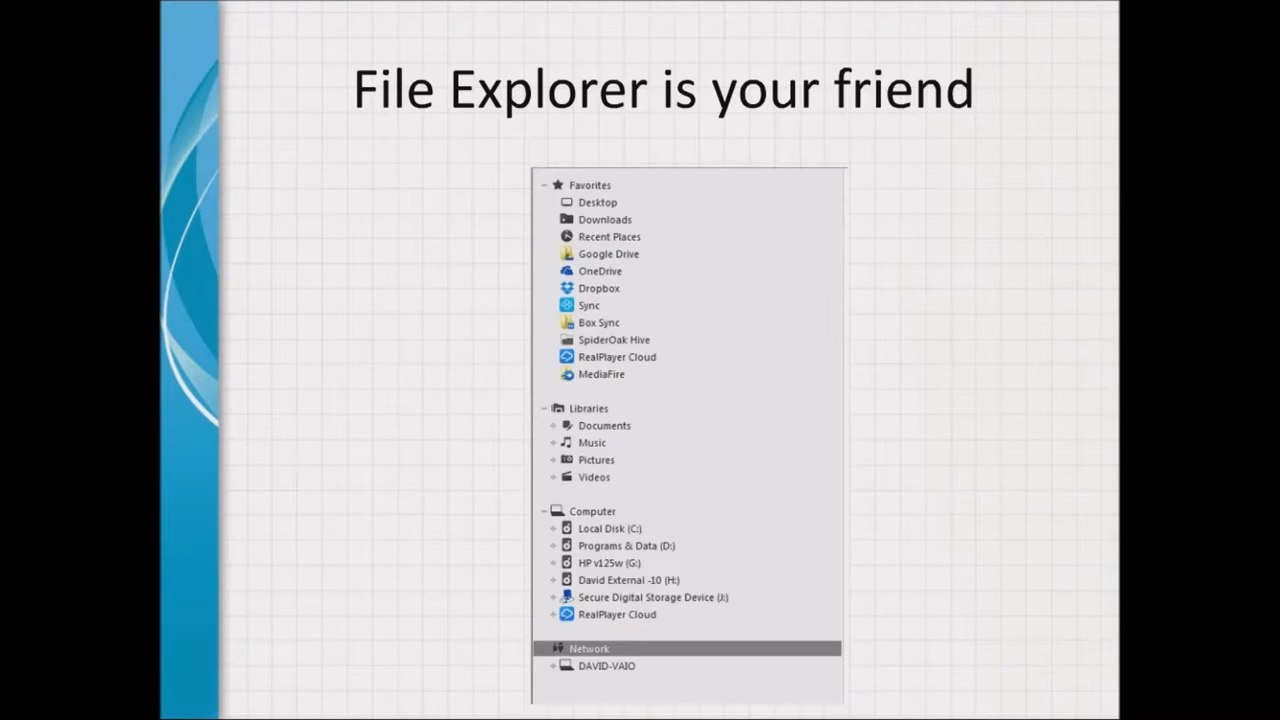 File Explorer is your friend
Favorites
Desktop
Downloads
Recent Places
Google Drive
OneDrive
Dropbox
Sync
Box Sync
SpiderOak Hive
RealPlayer Cloud
MediaFire
Libraries
Documents
Music
Pictures
Videos
Computer
Local Disk (C:)
Programs & Data (D:)
HP v125w (G:)
David External -10 (H:)
Secure Digital Storage Device (J:)
RealPlayer Cloud
Network
DAVID-VAIO